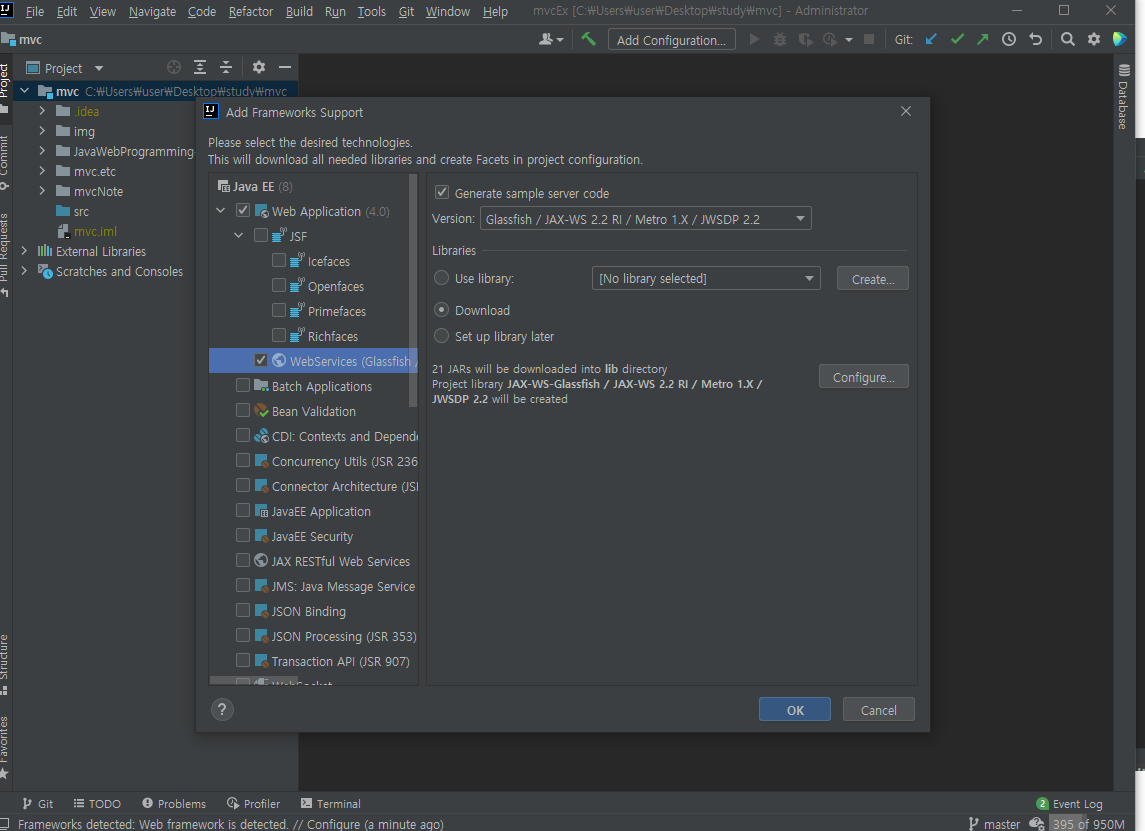 File Edit View Navigate Code Refactor Build Run Tools Git Window Help mvcEx [C:₩Users₩user₩Desktop₩study₩mvc] - Administrator
mvc Add Configuration... Git:
Project
mvc C:₩Users₩user₩Desktop₩study₩mvc
.idea
img
JavaWebProgramming
mvc.etc
mvcNote
src
mvc.iml
External Libraries
Scratches and Consoles
Project
Commit
Pull Requests
Structure
Favorites
Database
Add Frameworks Support
Please select the desired technologies.
This will download all needed libraries and create Facets in project configuration.
Java EE (8)
Web Application (4.0)
JSF
Icefaces
Openfaces
Primefaces
Richfaces
WebServices (Glassfish /
Batch Applications
Bean Validation
CDI: Contexts and Depende
Concurrency Utils (JSR 236
Connector Architecture (JS
JavaEE Application
JavaEE Security
JAX RESTful Web Services
JMS: Java Message Service
JSON Binding
JSON Processing (JSR 353)
Transaction API (JSR 907)
WebSocket
Generate sample server code
Version: Glassfish / JAX-WS 2.2 RI / Metro 1.X / JWSDP 2.2
Libraries
Use library: [No library selected] Create...
Download
Set up library later
21 JARs will be downloaded into lib directory
Project library JAX-WS-Glassfish / JAX-WS 2.2 RI / Metro 1.X /
JWSDP 2.2 will be created
Configure...
? OK Cancel
Git TODO Problems Profiler Terminal 2 Event Log
Frameworks detected: Web framework is detected. // Configure (a minute ago) master 395 of 950M